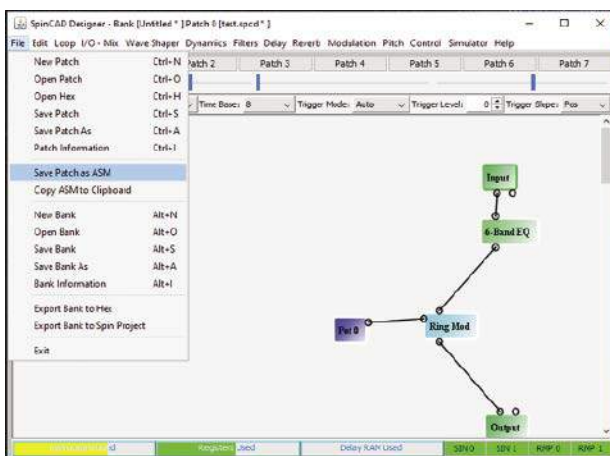 SpinCAD Designer - Bank [Untitled * ] Patch 0 [test.spcd * ]
File Edit Loop I/O - Mix Wave Shaper Dynamics Filters Delay Reverb Modulation Pitch Control Simulator Help
Patch 2 Patch 3 Patch 4 Patch 5 Patch 6 Patch 7
Time Base: 8 Trigger Mode: Auto Trigger Level: 0 Trigger Slope: Pos
New Patch Ctrl-N
Open Patch Ctrl-O
Open Hex Ctrl-H
Save Patch Ctrl-S
Save Patch As Ctrl-A
Patch Information Ctrl-I
Save Patch as ASM
Copy ASM to Clipboard
New Bank Alt+N
Open Bank Alt+O
Save Bank Alt+S
Save Bank As Alt+A
Bank Information Alt+I
Export Bank to Hex
Export Bank to Spin Project
Exit
Input
6-Band EQ
Pot 0
Ring Mod
Output
Registers Used Delay RAM Used SIN 0 SIN 1 RMP 0 RMP 1